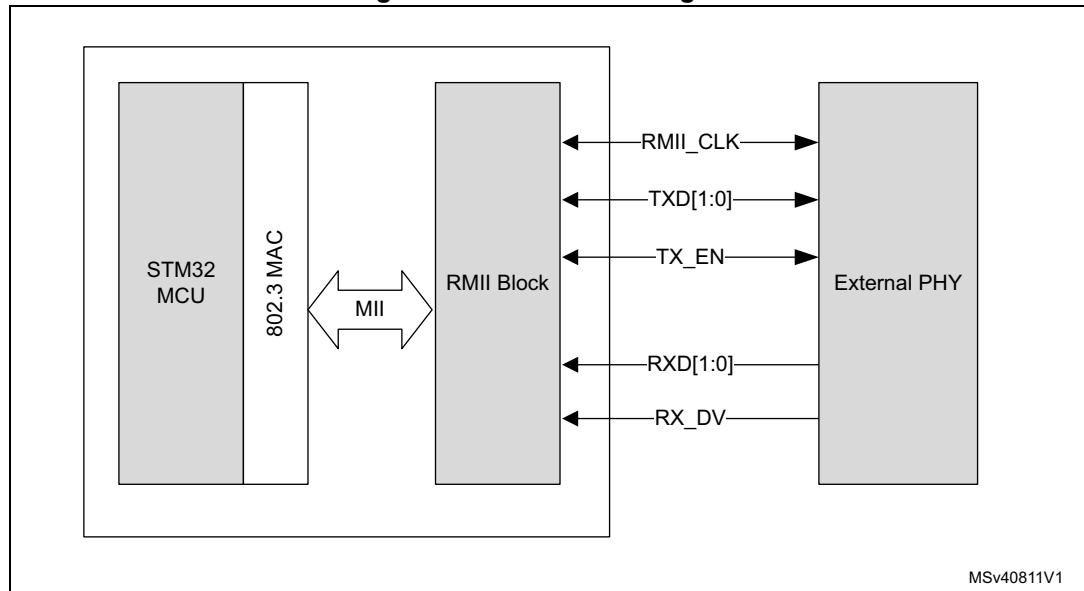 STM32
MCU
802.3 MAC
MII
RMII Block
RMII_CLK
TXD[1:0]
TX_EN
RXD[1:0]
RX_DV
External PHY
MSv40811V1